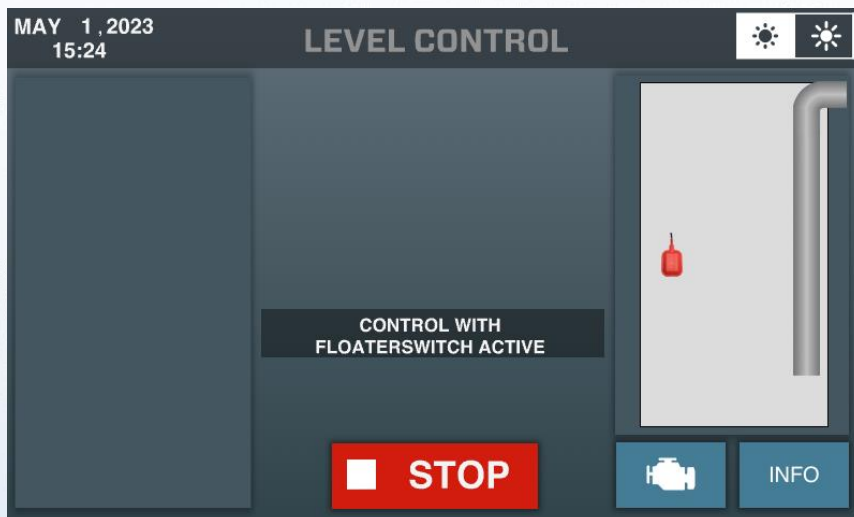 MAY 1,2023
15:24
LEVEL CONTROL
CONTROL WITH
FLOATERSWITCH ACTIVE
STOP
INFO